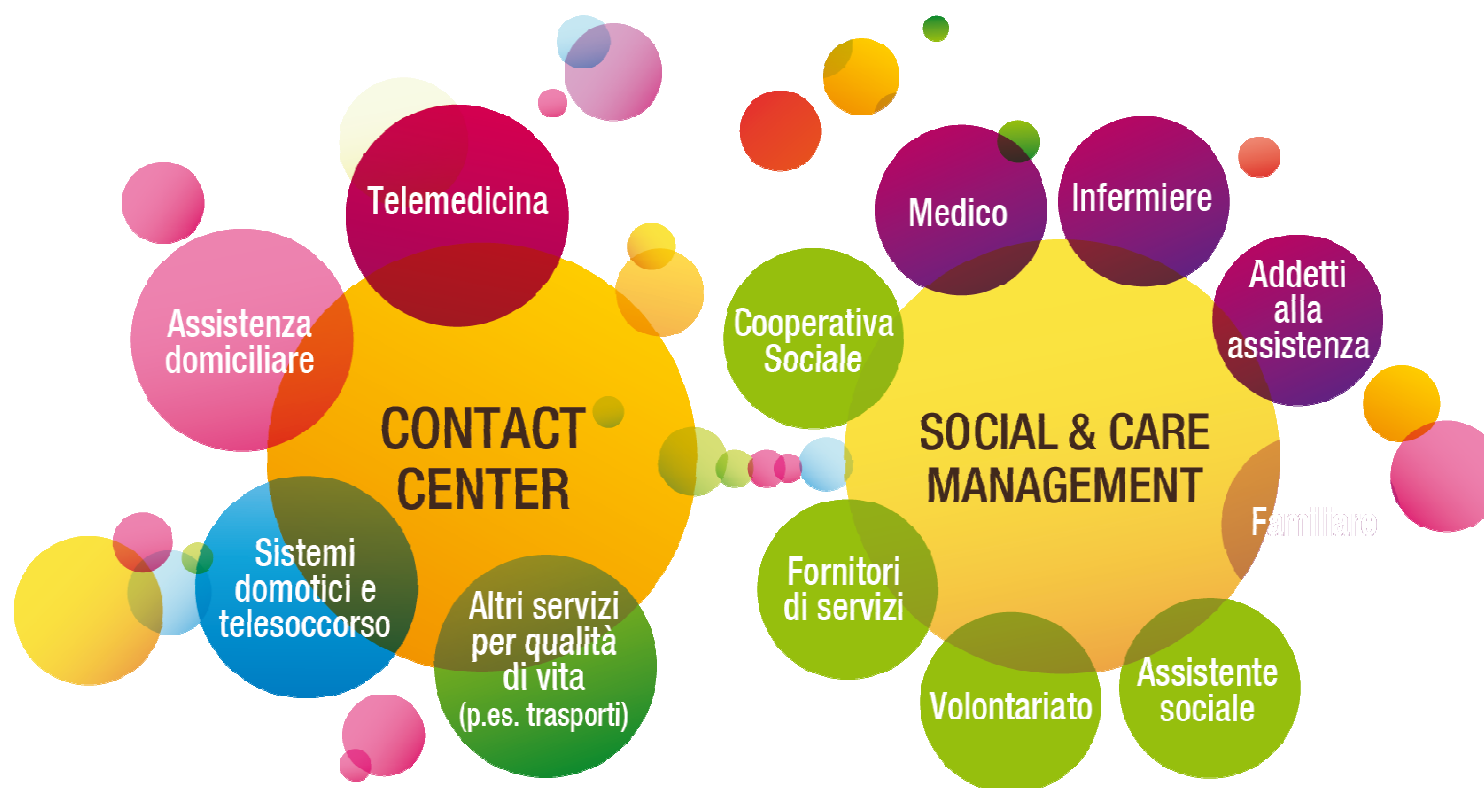 Telemedicina
Assistenza
domiciliare
CONTACT
CENTER
Sistemi
domotici e
telesoccorso
Altri servizi
per qualità
di vita
(p.es. trasporti)
Medico
Infermiere
Addetti
alla
assistenza
Cooperativa
Sociale
SOCIAL & CARE
MANAGEMENT
Familiare
Fornitori
di servizi
Volontariato
Assistente
sociale